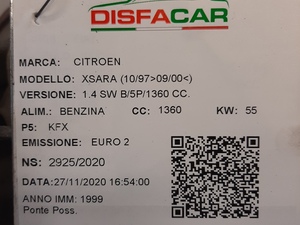 DISFACAR
MARCA: CITROEN
MODELLO: XSARA (10/97>09/00<)
VERSIONE: 1.4 SW B/5P/1360 CC.
ALIM.: BENZINA CC: 1360 KW: 55
P5: KFX
EMISSIONE: EURO 2
NS: 2925/2020
DATA:27/11/2020 16:54:00
ANNO IMM: 1999
Ponte Poss.